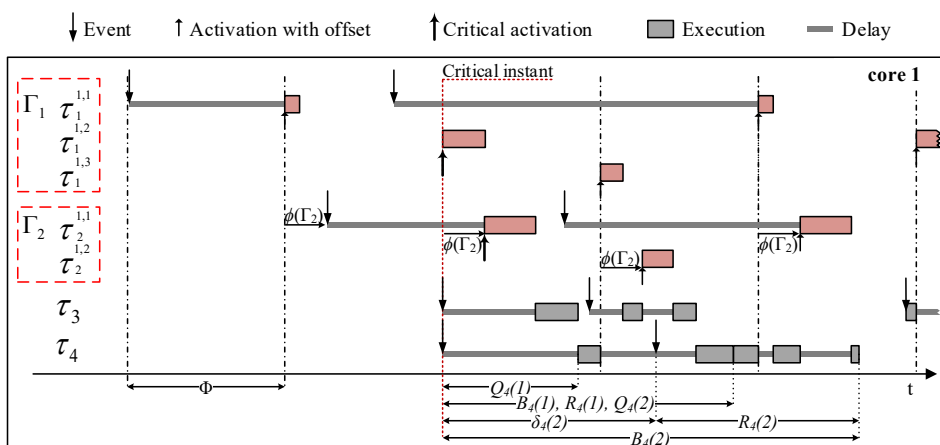 Event Activation with offset Critical activation Execution Delay
Critical instant core 1
Γ₁ τ₁^{1,1}
τ₁^{1,2}
τ₁^{1,3}
ϕ(Γ₂)
Γ₂ τ₂^{1,1}
ϕ(Γ₂) ϕ(Γ₂)
τ₂^{1,2} ϕ(Γ₂)
τ₃
τ₄
Φ Q₄(1) t
B₄(1), R₄(1), Q₄(2)
δ₄(2) R₄(2)
B₄(2)